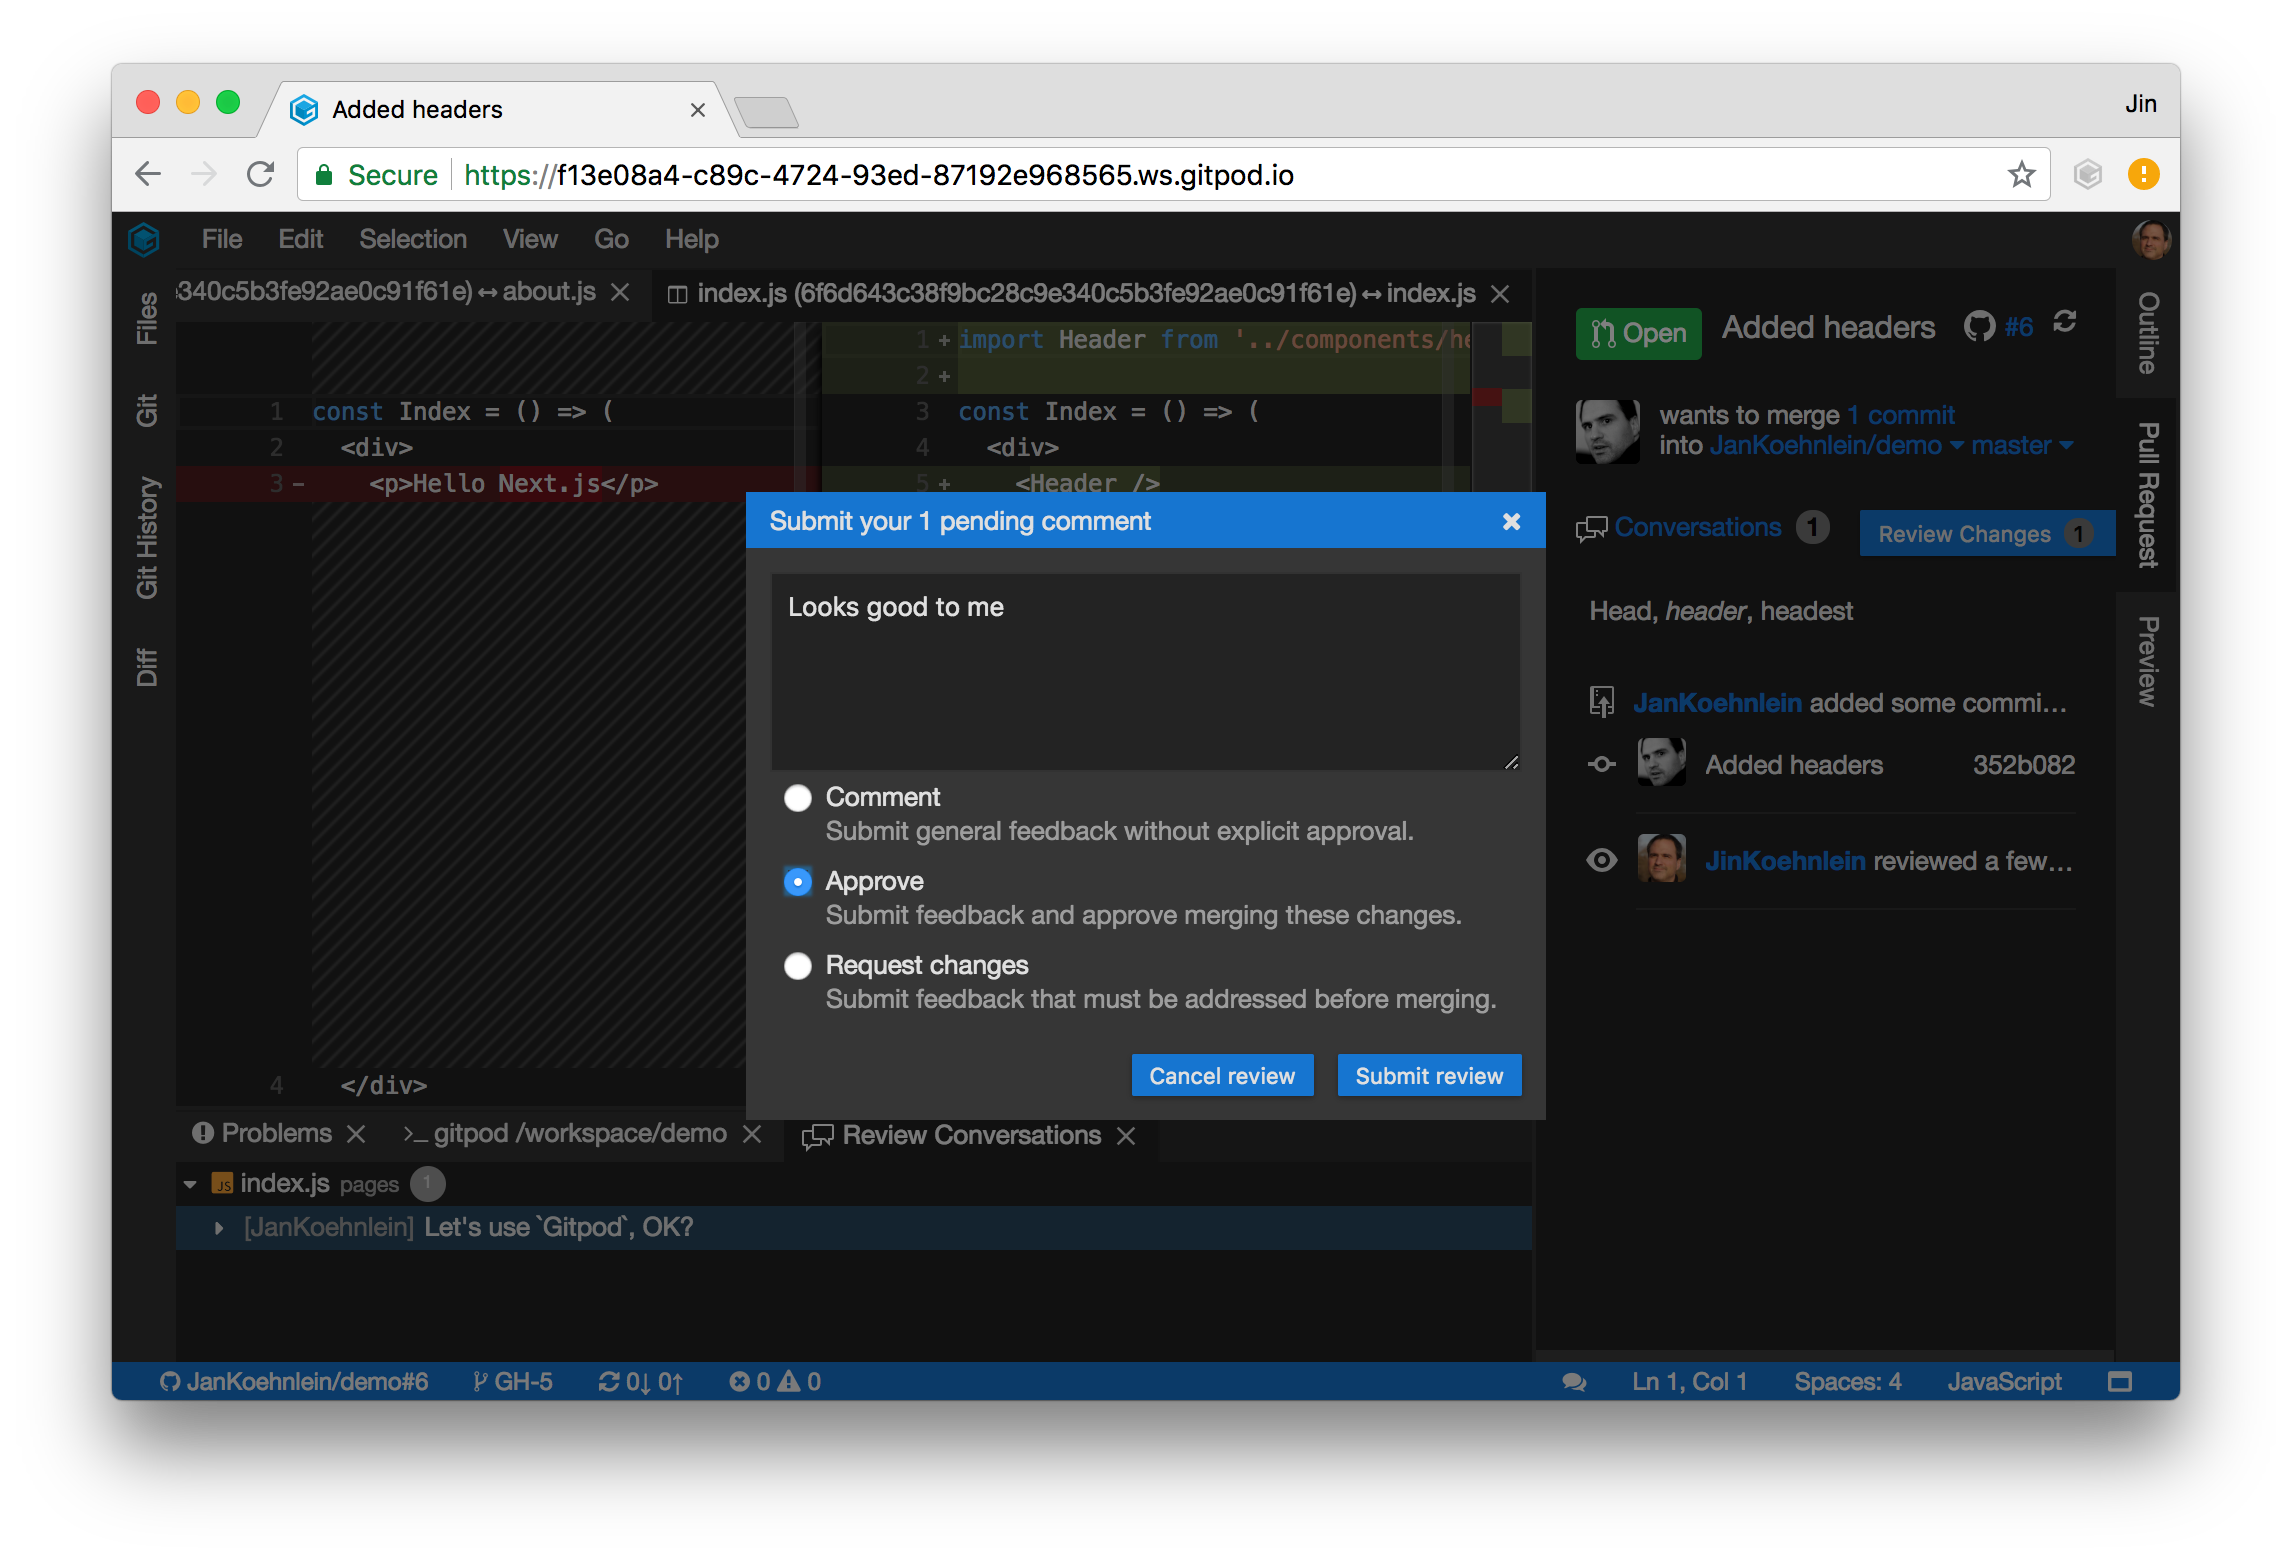 Added headers
Jin
Secure https://f13e08a4-c89c-4724-93ed-87192e968565.ws.gitpod.io
File Edit Selection View Go Help
Files
Git
Git History
Diff
e340c5b3fe92ae0c91f61e) ↔ about.js
index.js (6f6d643c38f9bc28c9e340c5b3fe92ae0c91f61e) ↔ index.js
1 const Index = () => (
2 <div>
3 - <p>Hello Next.js</p>
4 </div>
1 + import Header from '../components/he
2 +
3 const Index = () => (
4 <div>
5 + <Header />
Submit your 1 pending comment
Looks good to me
Comment
Submit general feedback without explicit approval.
Approve
Submit feedback and approve merging these changes.
Request changes
Submit feedback that must be addressed before merging.
Cancel review
Submit review
Open Added headers #6
wants to merge 1 commit
into JanKoehnlein/demo master
Conversations 1
Review Changes 1
Head, header, headest
JanKoehnlein added some commi...
Added headers 352b082
JinKoehnlein reviewed a few...
Outline
Pull Request
Preview
Problems
>_ gitpod /workspace/demo
Review Conversations
JS index.js pages 1
[JanKoehnlein] Let's use `Gitpod`, OK?
JanKoehnlein/demo#6 GH-5 0↓ 0↑ 0 0
Ln 1, Col 1 Spaces: 4 JavaScript